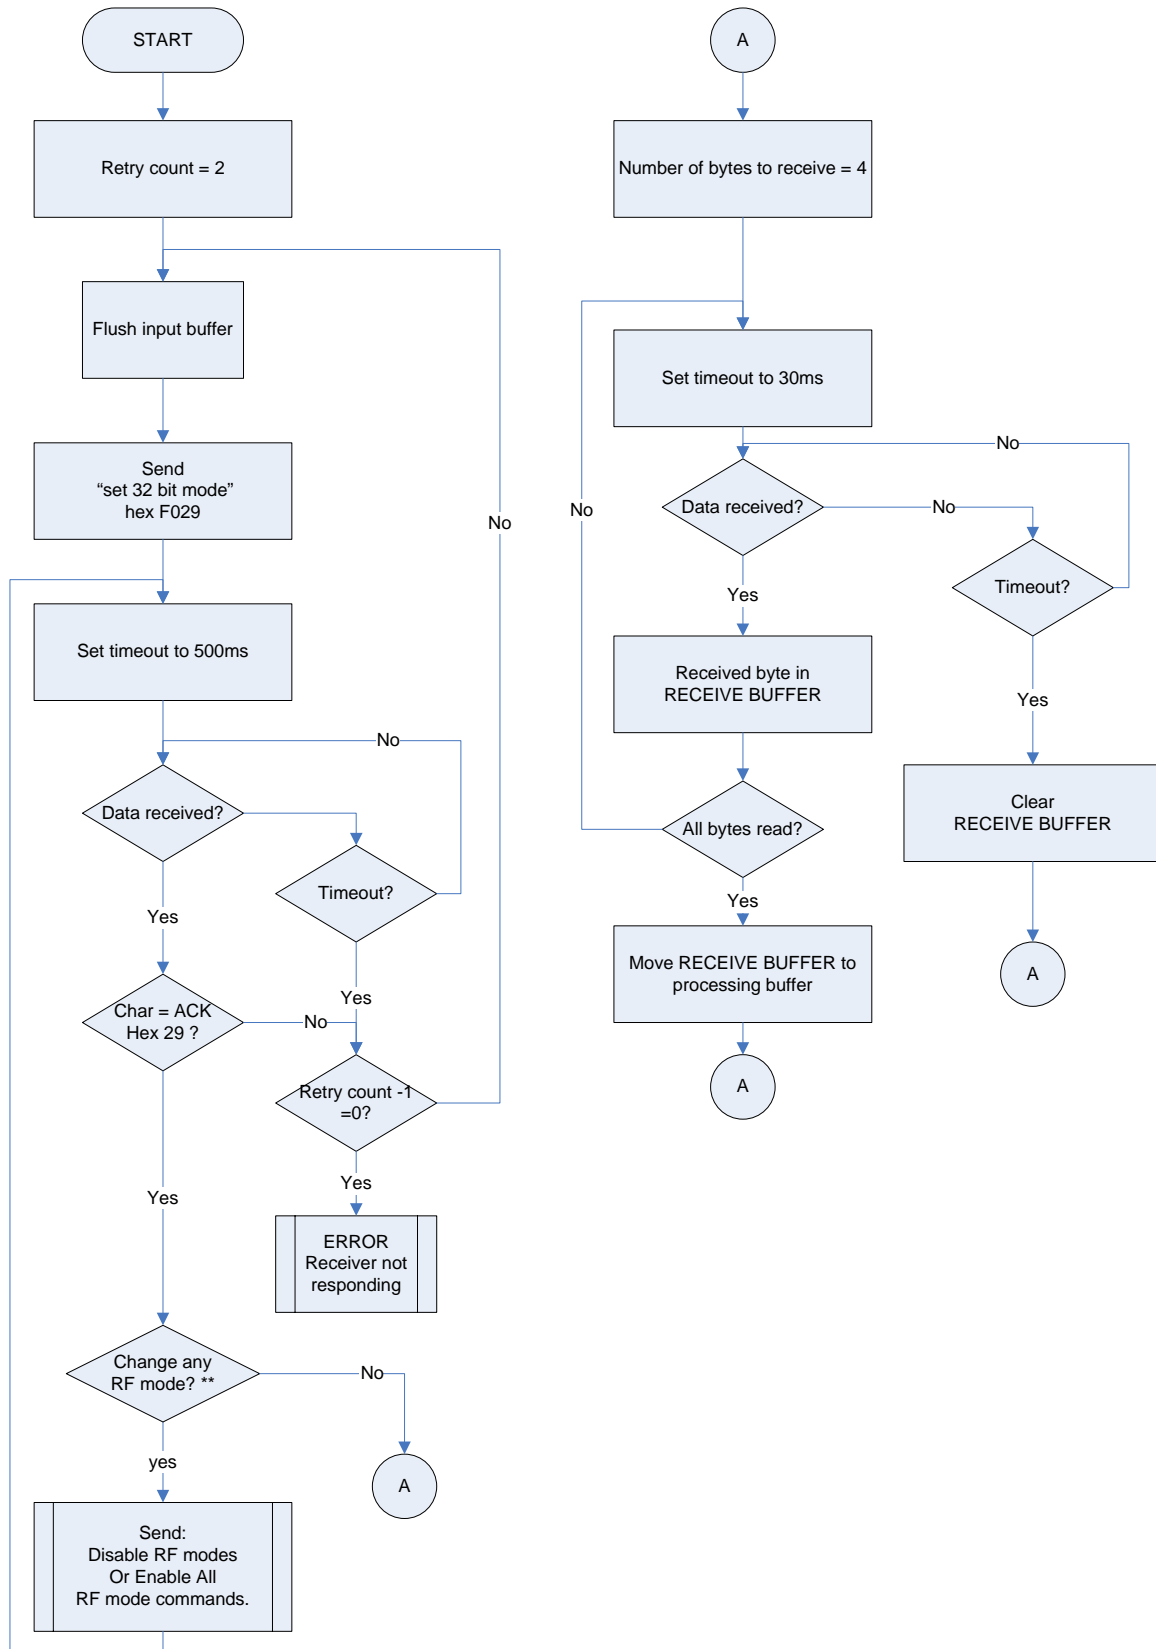 START
Retry count = 2
Flush input buffer
Send
“set 32 bit mode”
hex F029
No
Set timeout to 500ms
No
Data received?
Timeout?
Yes
Yes
Char = ACK
Hex 29 ?
No
Retry count -1
=0?
Yes
Yes
ERROR
Receiver not
responding
Change any
RF mode? **
No
yes
A
Send:
Disable RF modes
Or Enable All
RF mode commands.
A
Number of bytes to receive = 4
Set timeout to 30ms
No
No
Data received?
No
Timeout?
Yes
Received byte in
RECEIVE BUFFER
Yes
All bytes read?
Clear
RECEIVE BUFFER
Yes
Move RECEIVE BUFFER to
processing buffer
A
A